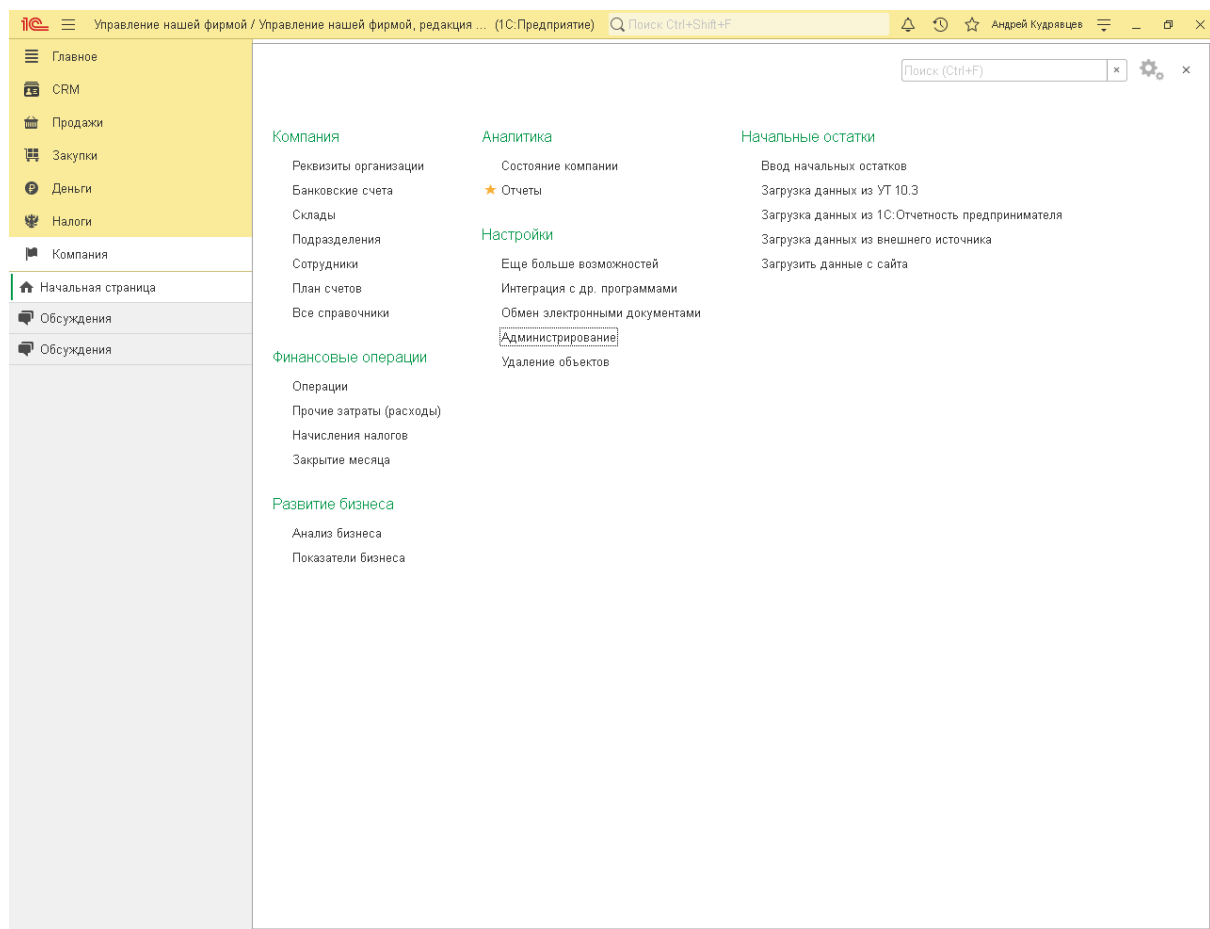 1С Управление нашей фирмой / Управление нашей фирмой, редакция ... (1С:Предприятие) Поиск Ctrl+Shift+F Андрей Кудрявцев
Главное
CRM
Продажи
Закупки
Деньги
Налоги
Компания
Начальная страница
Обсуждения
Обсуждения
Поиск (Ctrl+F)
Компания
Реквизиты организации
Банковские счета
Склады
Подразделения
Сотрудники
План счетов
Все справочники
Финансовые операции
Операции
Прочие затраты (расходы)
Начисления налогов
Закрытие месяца
Развитие бизнеса
Анализ бизнеса
Показатели бизнеса
Аналитика
Состояние компании
Отчеты
Настройки
Еще больше возможностей
Интеграция с др. программами
Обмен электронными документами
Администрирование
Удаление объектов
Начальные остатки
Ввод начальных остатков
Загрузка данных из УТ 10.3
Загрузка данных из 1С:Отчетность предпринимателя
Загрузка данных из внешнего источника
Загрузить данные с сайта